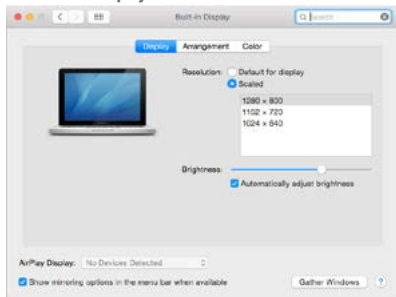 Built-In Display
Search
Display Arrangement Color
Resolution: Default for display
Scaled
1280 × 800
1152 × 720
1024 × 640
Brightness:
Automatically adjust brightness
AirPlay Display: No Devices Detected
Show mirroring options in the menu bar when available
Gather Windows ?